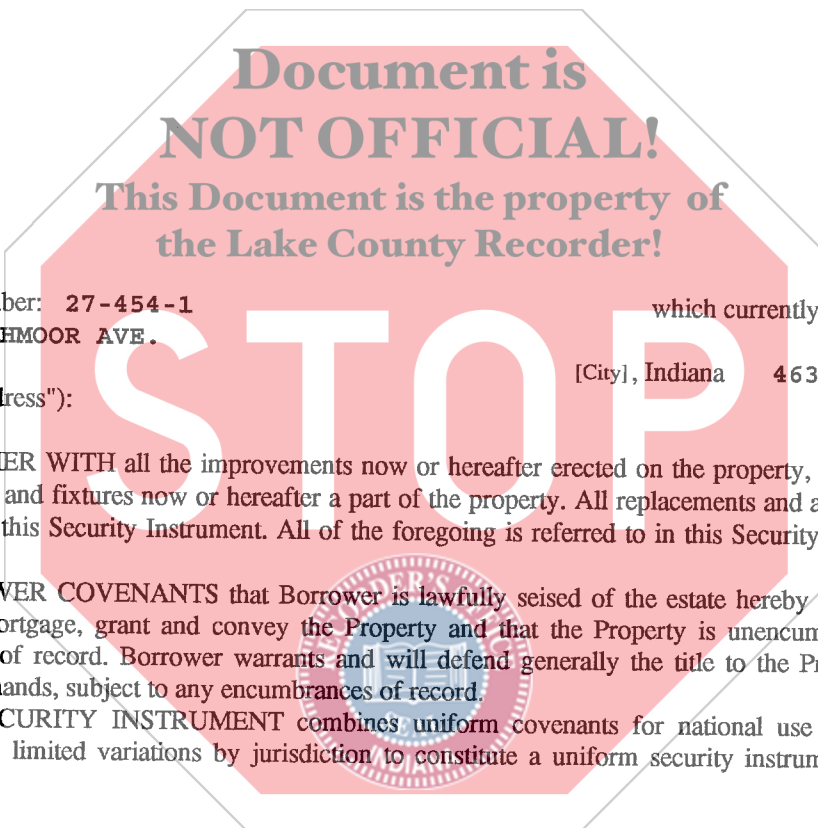 Document is
NOT OFFICIAL!
This Document is the property of
the Lake County Recorder!
ber: 27-454-1 which currently
HMOOR AVE.
[City], Indiana 463
ress"):
ER WITH all the improvements now or hereafter erected on the property,
and fixtures now or hereafter a part of the property. All replacements and a
this Security Instrument. All of the foregoing is referred to in this Security
VER COVENANTS that Borrower is lawfully seised of the estate hereby
ortgage, grant and convey the Property and that the Property is unencum
of record. Borrower warrants and will defend generally the title to the Pr
ands, subject to any encumbrances of record.
CURITY INSTRUMENT combines uniform covenants for national use
limited variations by jurisdiction to constitute a uniform security instrum
STOP
INDIANA